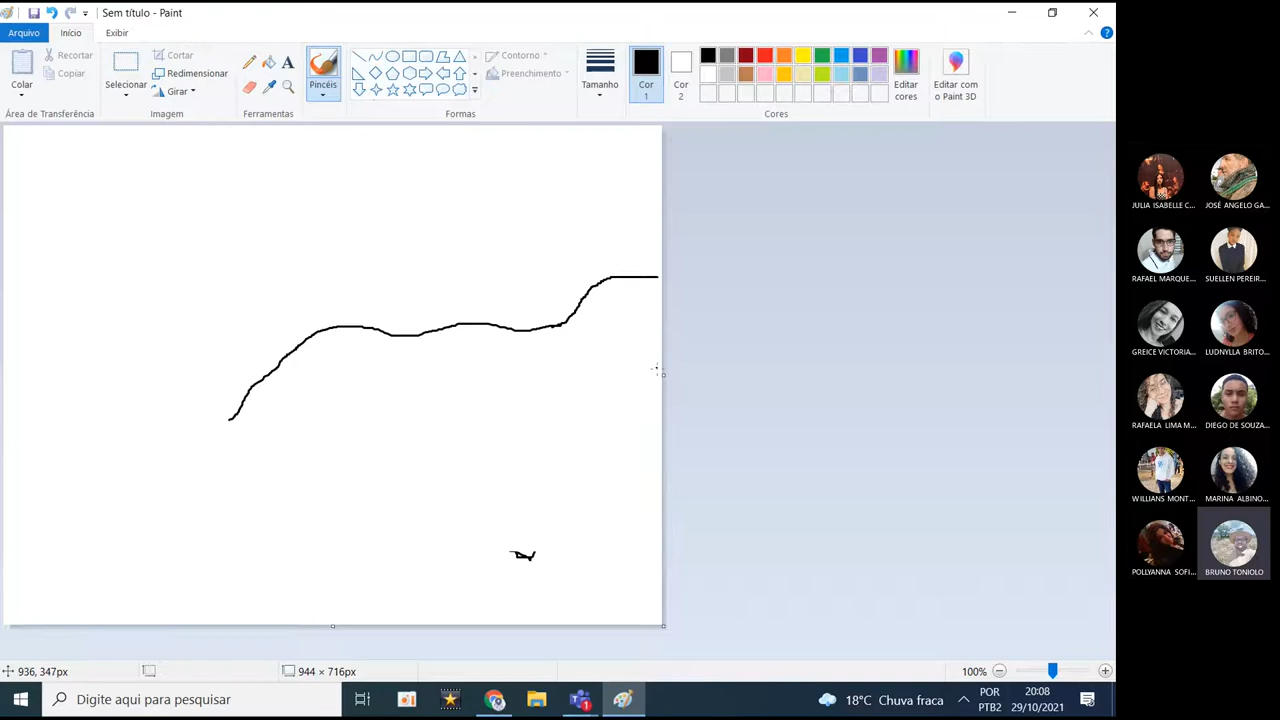 Sem título - Paint
Arquivo
Início
Exibir
Colar
Recortar
Copiar
Área de Transferência
Selecionar
Cortar
Redimensionar
Girar
Imagem
A
Ferramentas
Pincéis
Contorno
Preenchimento
Formas
Tamanho
Cor
1
Cor
2
Editar
cores
Editar com
o Paint 3D
Cores
JULIA ISABELLE C...
JOSÉ ANGELO GA...
RAFAEL MARQUE...
SUELLEN PEREIR...
GREICE VICTORIA...
LUDNYLLA BRITO...
RAFAELA LIMA M...
DIEGO DE SOUZA...
WILLIANS MONT...
MARINA ALBINO...
POLLYANNA SOFI...
BRUNO TONIOLO
936, 347px
944 × 716px
100%
Digite aqui para pesquisar
1
18°C Chuva fraca
POR
PTB2
20:08
29/10/2021